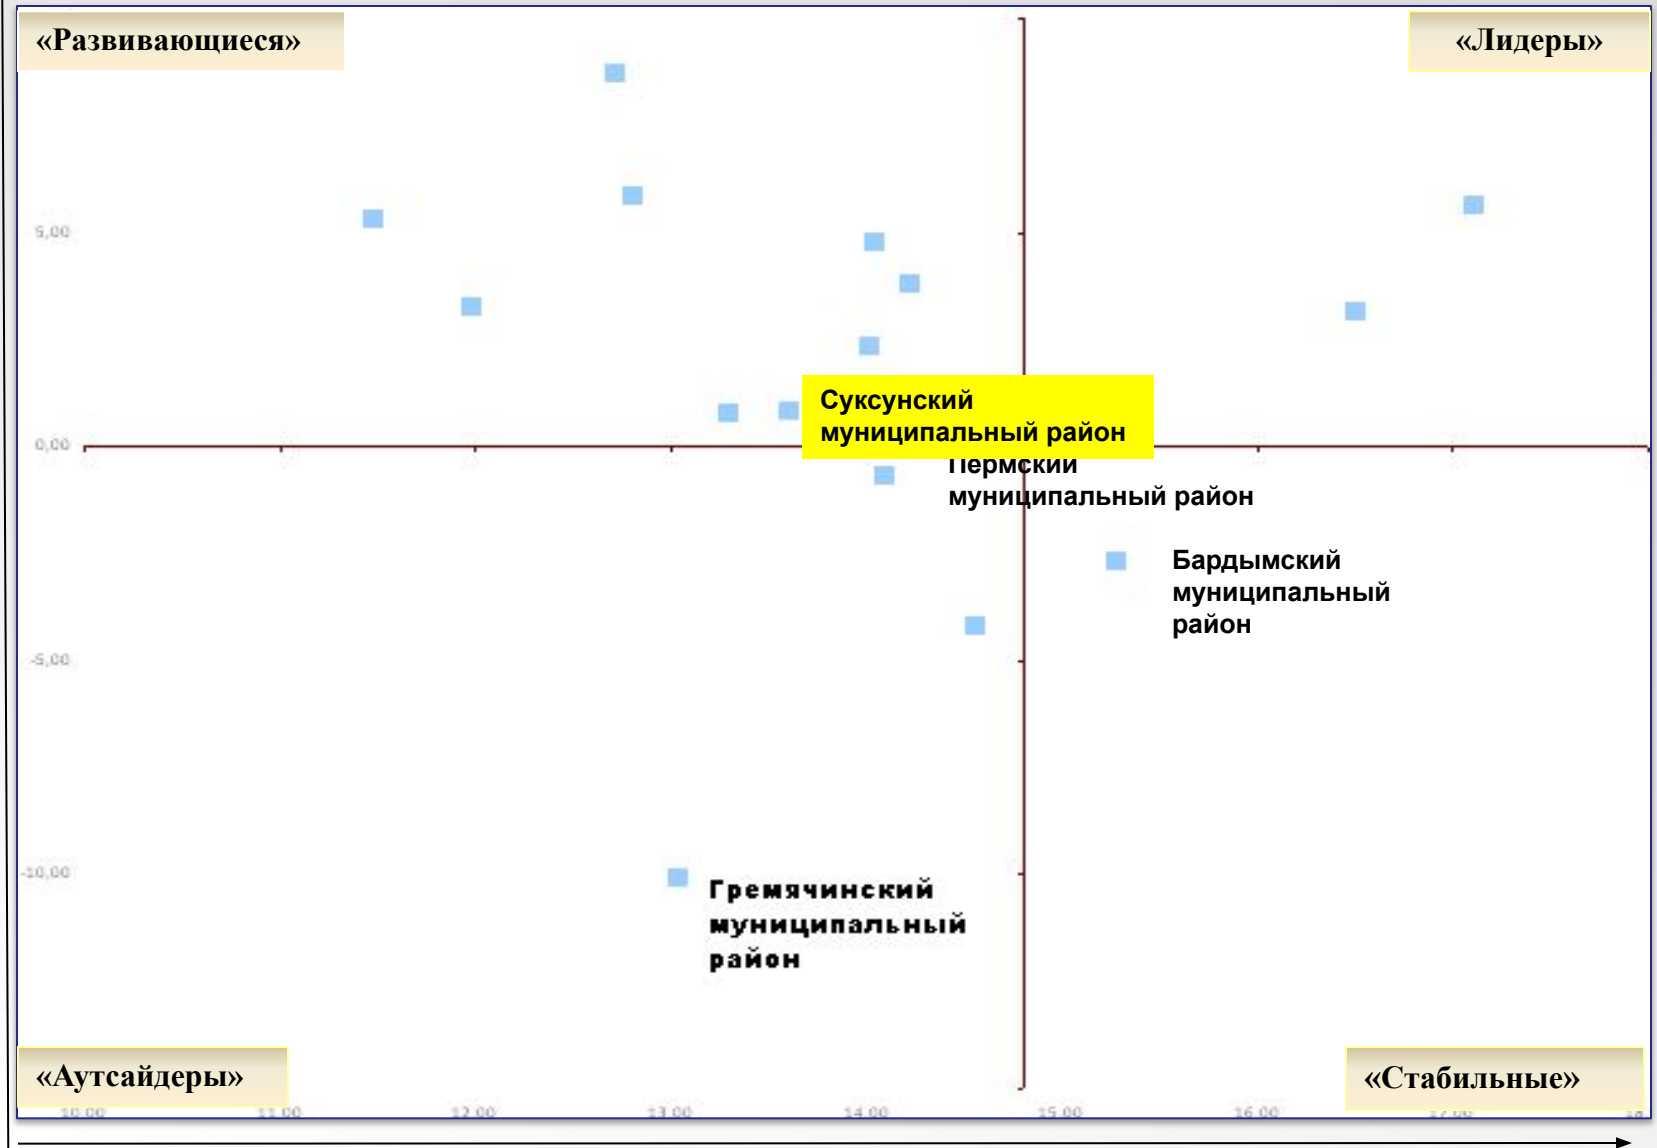 «Развивающиеся»
«Лидеры»
5,00
Суксунский
муниципальный район
0,00
Пермский
муниципальный район
Бардымский
муниципальный
район
-5,00
-10,00
Гремячинский
муниципальный
район
«Аутсайдеры»
«Стабильные»
10,00 11,00 12,00 13,00 14,00 15,00 16,00 17,00